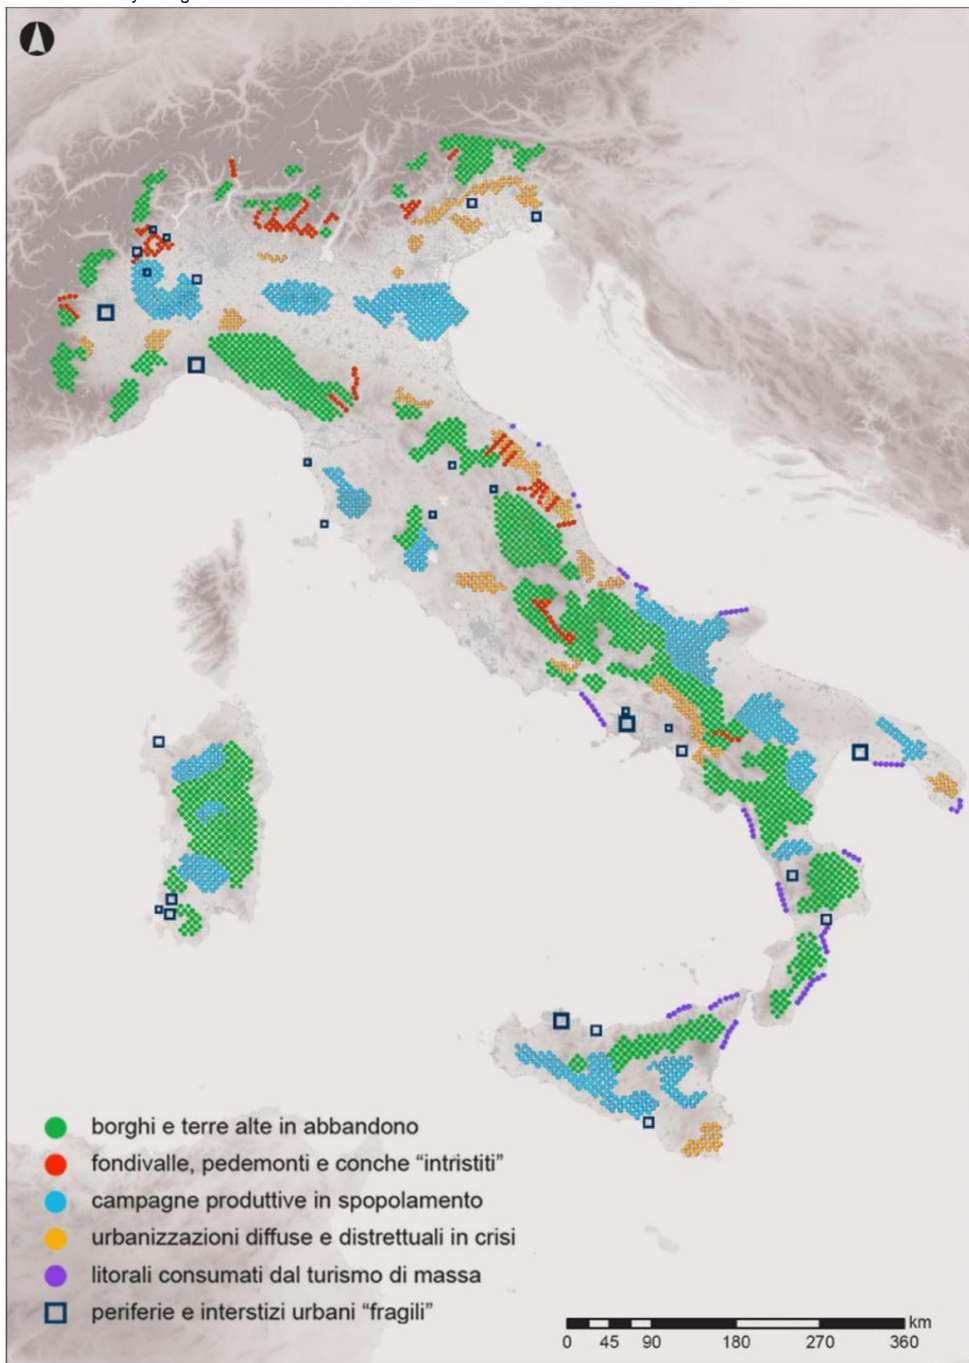 borghi e terre alte in abbandono
fondivalle, pedemonti e conche “intristiti”
campagne produttive in spopolamento
urbanizzazioni diffuse e distrettuali in crisi
litorali consumati dal turismo di massa
periferie e interstizi urbani “fragili”
km
0 45 90 180 270 360